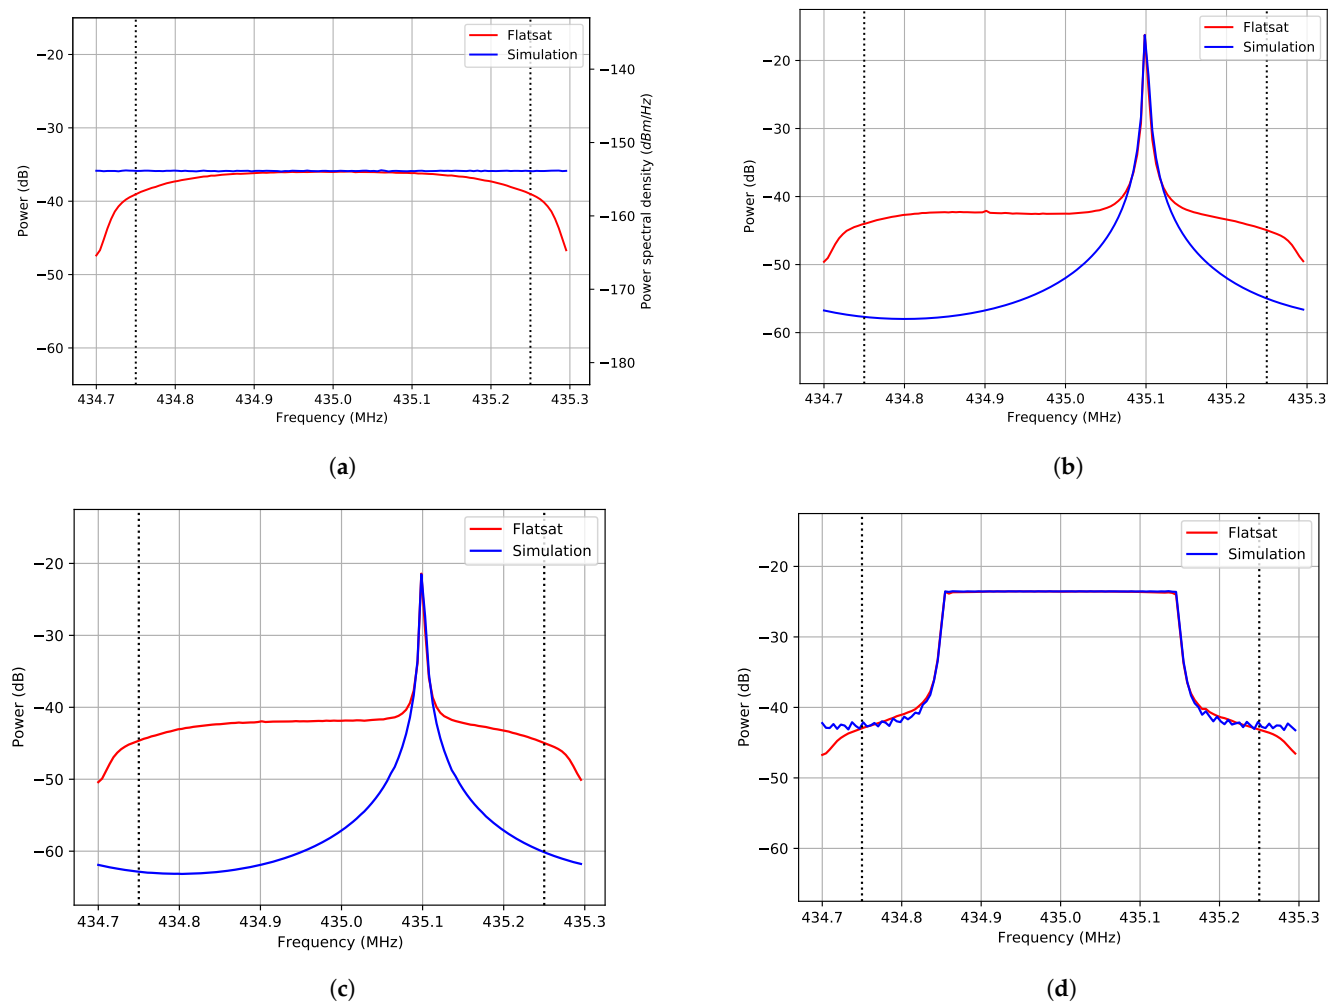 Flatsat
Simulation
−20
−30
−40
−50
−60
Power (dB)
−140
−150
−160
−170
−180
Power spectral density (dBm/Hz)
434.7 434.8 434.9 435.0 435.1 435.2 435.3
Frequency (MHz)
(a)
Flatsat
Simulation
−20
−30
−40
−50
−60
Power (dB)
434.7 434.8 434.9 435.0 435.1 435.2 435.3
Frequency (MHz)
(b)
Flatsat
Simulation
−20
−30
−40
−50
−60
Power (dB)
434.7 434.8 434.9 435.0 435.1 435.2 435.3
Frequency (MHz)
(c)
Flatsat
Simulation
−20
−30
−40
−50
−60
Power (dB)
434.7 434.8 434.9 435.0 435.1 435.2 435.3
Frequency (MHz)
(d)